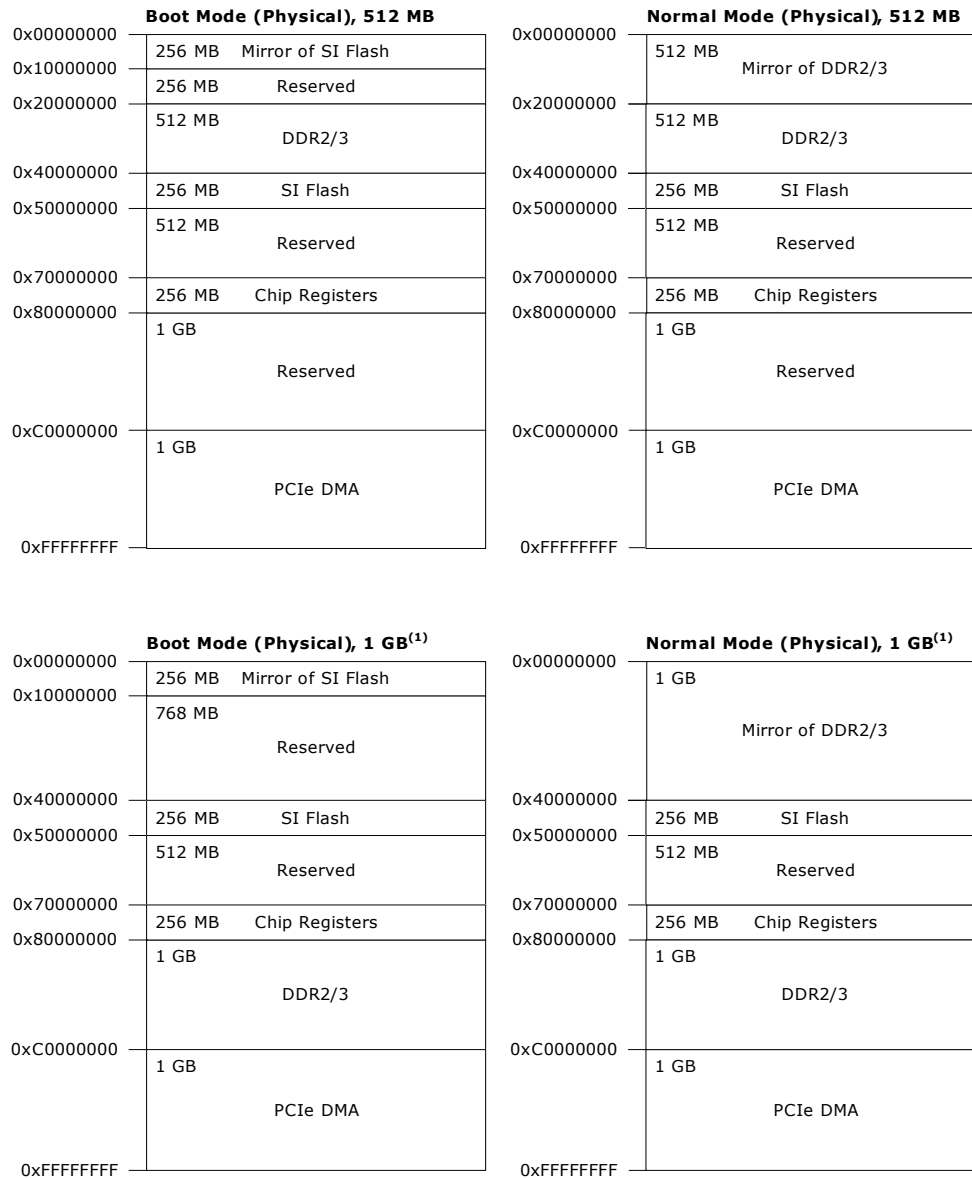 Boot Mode (Physical), 512 MB
0x00000000
256 MB Mirror of SI Flash
0x10000000
256 MB Reserved
0x20000000
512 MB
DDR2/3
0x40000000
256 MB SI Flash
0x50000000
512 MB
Reserved
0x70000000
256 MB Chip Registers
0x80000000
1 GB
Reserved
0xC0000000
1 GB
PCIe DMA
0xFFFFFFFF
Normal Mode (Physical), 512 MB
0x00000000
512 MB
Mirror of DDR2/3
0x20000000
512 MB
DDR2/3
0x40000000
256 MB SI Flash
0x50000000
512 MB
Reserved
0x70000000
256 MB Chip Registers
0x80000000
1 GB
Reserved
0xC0000000
1 GB
PCIe DMA
0xFFFFFFFF
Boot Mode (Physical), 1 GB(1)
0x00000000
256 MB Mirror of SI Flash
0x10000000
768 MB
Reserved
0x40000000
256 MB SI Flash
0x50000000
512 MB
Reserved
0x70000000
256 MB Chip Registers
0x80000000
1 GB
DDR2/3
0xC0000000
1 GB
PCIe DMA
0xFFFFFFFF
Normal Mode (Physical), 1 GB(1)
0x00000000
1 GB
Mirror of DDR2/3
0x40000000
256 MB SI Flash
0x50000000
512 MB
Reserved
0x70000000
256 MB Chip Registers
0x80000000
1 GB
DDR2/3
0xC0000000
1 GB
PCIe DMA
0xFFFFFFFF